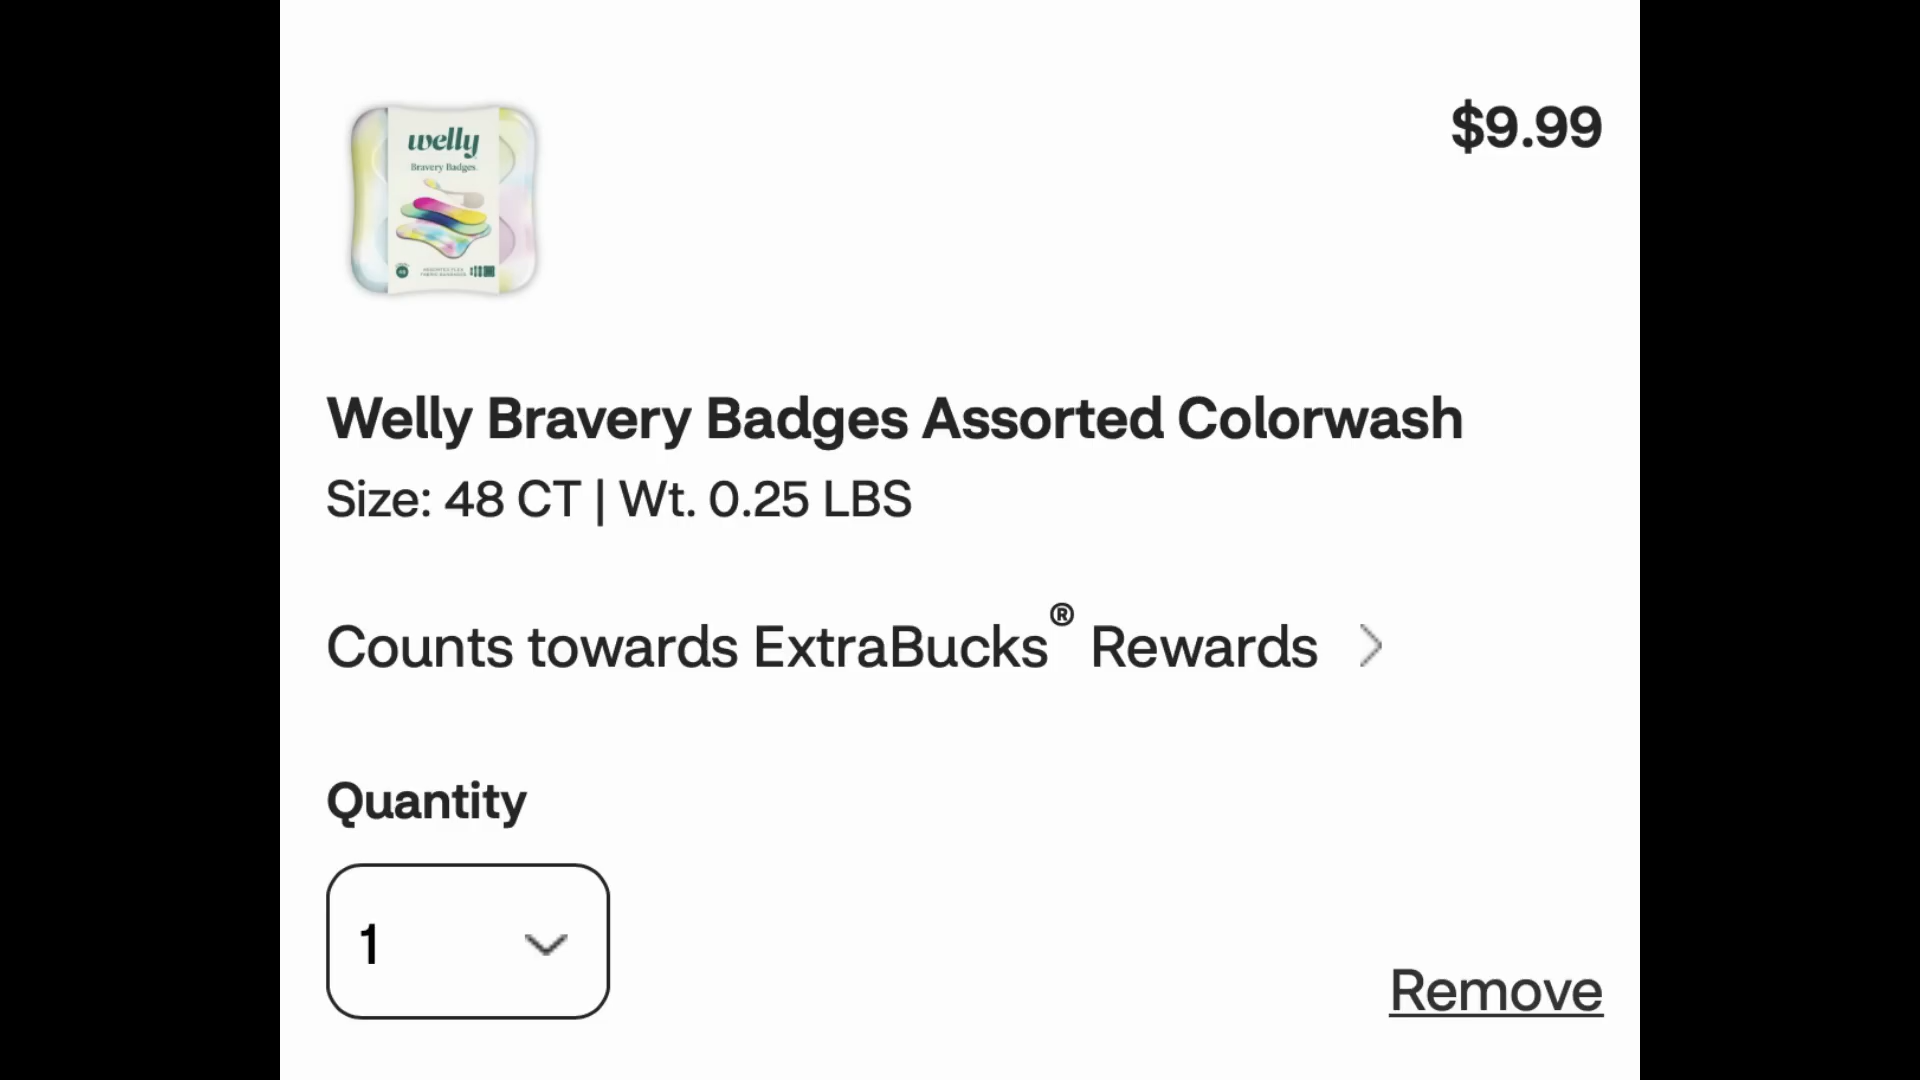 $9.99
welly
Bravery Badges.
Welly Bravery Badges Assorted Colorwash
Size: 48 CT | Wt. 0.25 LBS
Counts towards ExtraBucks® Rewards
Quantity
1
Remove